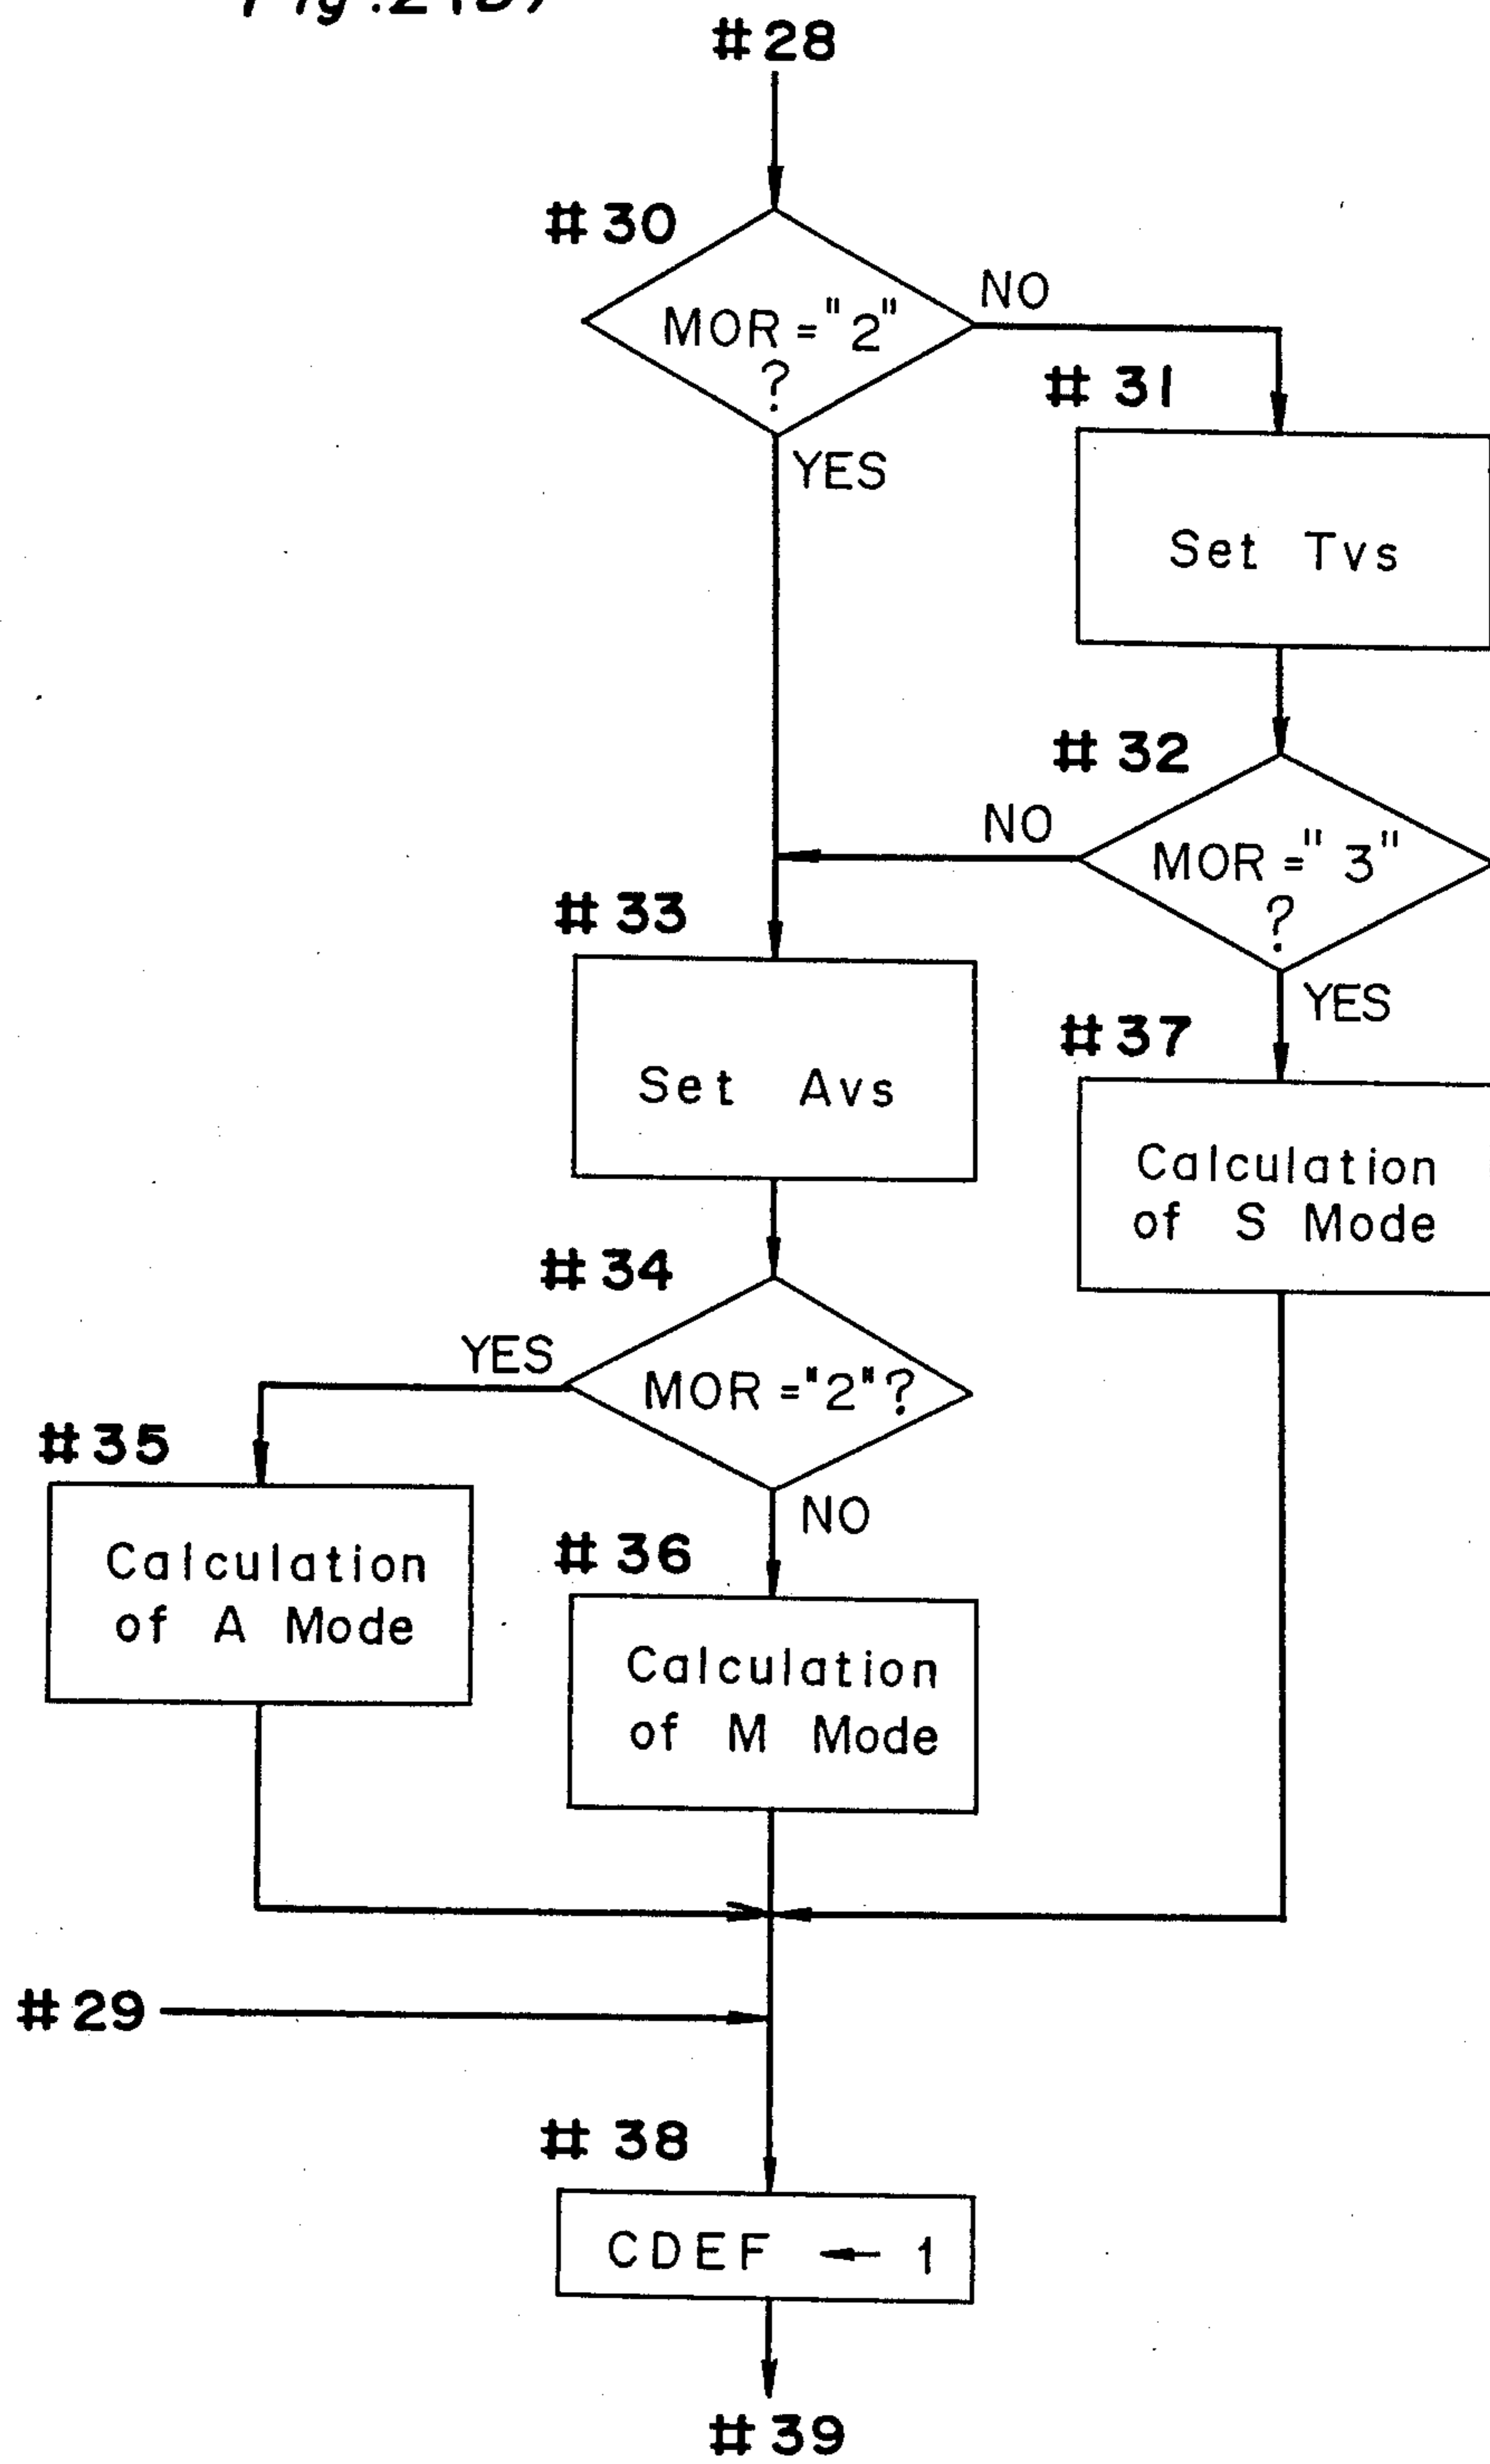 #28
#30
MOR="2"
?
NO
YES
#31
Set Tvs
#32
MOR="3"
?
NO
YES
#33
Set Avs
#37
Calculation
of S Mode
#34
MOR="2"?
YES
NO
#35
Calculation
of A Mode
#36
Calculation
of M Mode
#29
#38
CDEF ← 1
#39